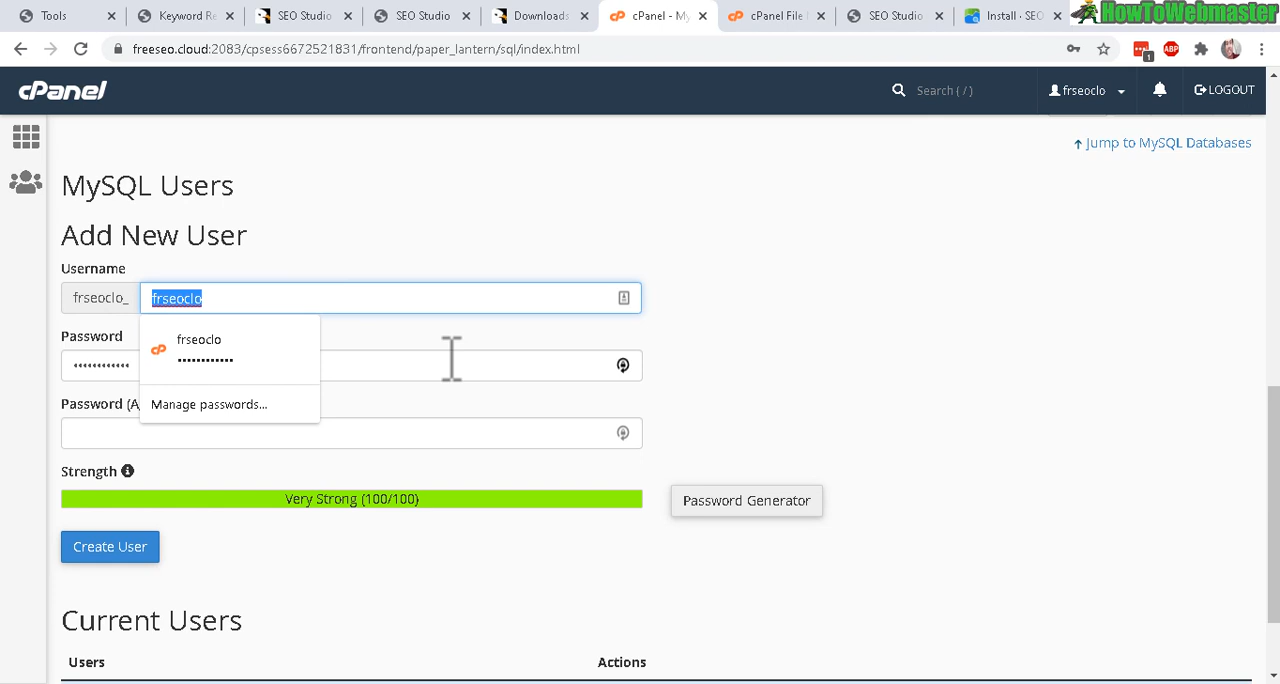 Tools
Keyword Re
SEO Studio
SEO Studio
Downloads
cPanel - My
cPanel File
SEO Studio
Install · SEO
HowToWebmaster
freeseo.cloud:2083/cpsess6672521831/frontend/paper_lantern/sql/index.html
1
ABP
cPanel
Search ( / )
frseoclo
LOGOUT
Jump to MySQL Databases
MySQL Users
Add New User
Username
frseoclo_
frseoclo
Password
frseoclo
Manage passwords...
Password (A
Strength
Very Strong (100/100)
Password Generator
Create User
Current Users
Users
Actions